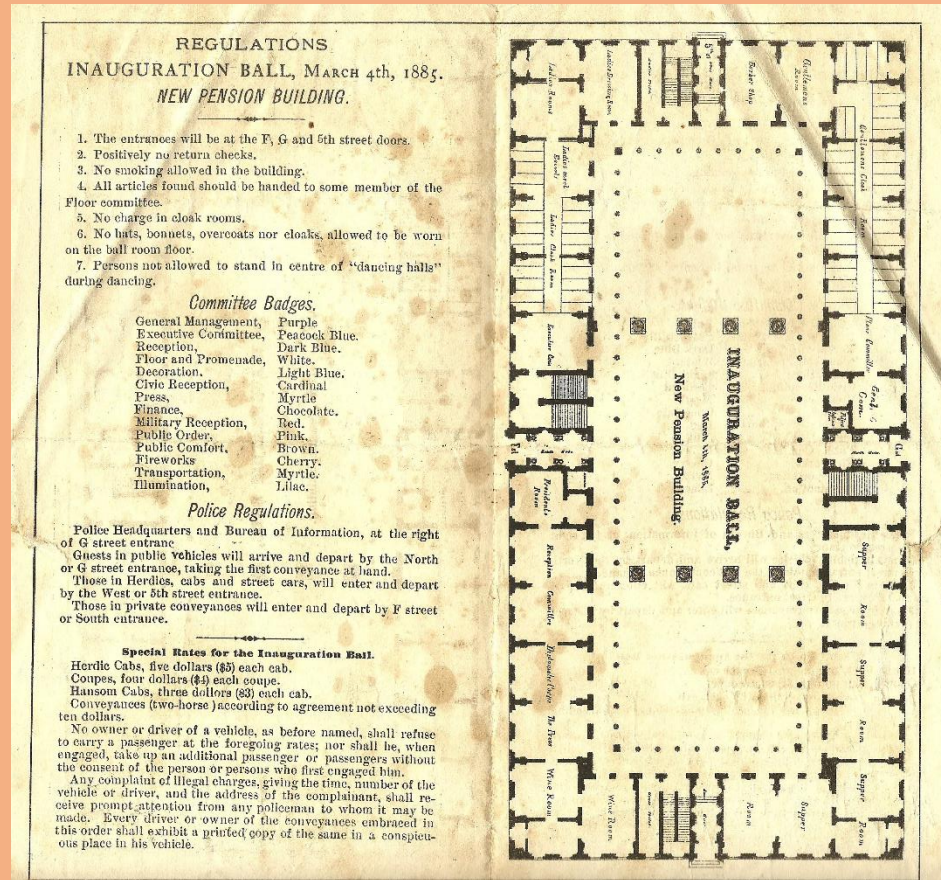 REGULATIONS
INAUGURATION BALL, MARCH 4th, 1885.
NEW PENSION BUILDING.
1. The entrances will be at the F, G and 5th street doors.
2. Positively no return checks.
3. No smoking allowed in the building.
4. All articles found should be handed to some member of the
Floor committee.
5. No charge in cloak rooms.
6. No hats, bonnets, overcoats nor cloaks, allowed to be worn
on the ball room floor.
7. Persons not allowed to stand in centre of "dancing halls"
during dancing.
Committee Badges.
General Management, Purple
Executive Committee, Peacock Blue.
Reception, Dark Blue.
Floor and Promenade, White.
Decoration. Light Blue.
Civic Reception, Cardinal
Press, Myrtle
Finance, Chocolate.
Military Reception, Red.
Public Order, Pink,
Public Comfort, Brown.
Fireworks Cherry.
Transportation, Myrtle.
Illumination, Lilac.
Police Regulations.
Police Headquarters and Bureau of Information, at the right
of G street entranc
Guests in public vehicles will arrive and depart by the North
or G street entrance, taking the first conveyance at hand.
Those in Herdics, cabs and street cars, will enter and depart
by the West or 5th street entrance.
Those in private conveyances will enter and depart by F street
or South entrance.
Special Rates for the Inauguration Ball.
Herdic Cabs, five dollars ($5) each cab.
Coupes, four dollars ($4) each coupe.
Hansom Cabs, three dollors ($3) each cab.
Conveyances (two-horse) according to agreement not exceeding
ten dollars.
No owner or driver of a vehicle, as before named, shall refuse
to carry a passenger at the foregoing rates; nor shall he, when
engaged, take up an additional passenger or passengers without
the consent of the person or persons who first engaged him.
Any complaint of illegal charges, giving the time, number of the
vehicle or driver, and the address of the complainant, shall re-
ceive prompt attention from any policeman to whom it may be
made. Every driver or owner of the conveyances embraced in
this order shall exhibit a printed copy of the same in a conspicu-
ous place in his vehicle.
INAUGURATION BALL,
March 4th, 1885,
New Pension Building.
Ladies Dressing Room
5th St
Barber Shop
Gentlemens
Room
Gentlemens Cloak
Room
Floor Committee
Supper
Room
Supper
Room
Supper
Room
Supper
Room
Wine Room
Wine Room
The Press
Committee
Reception
Presidents
Room
Ladies Cloak Room